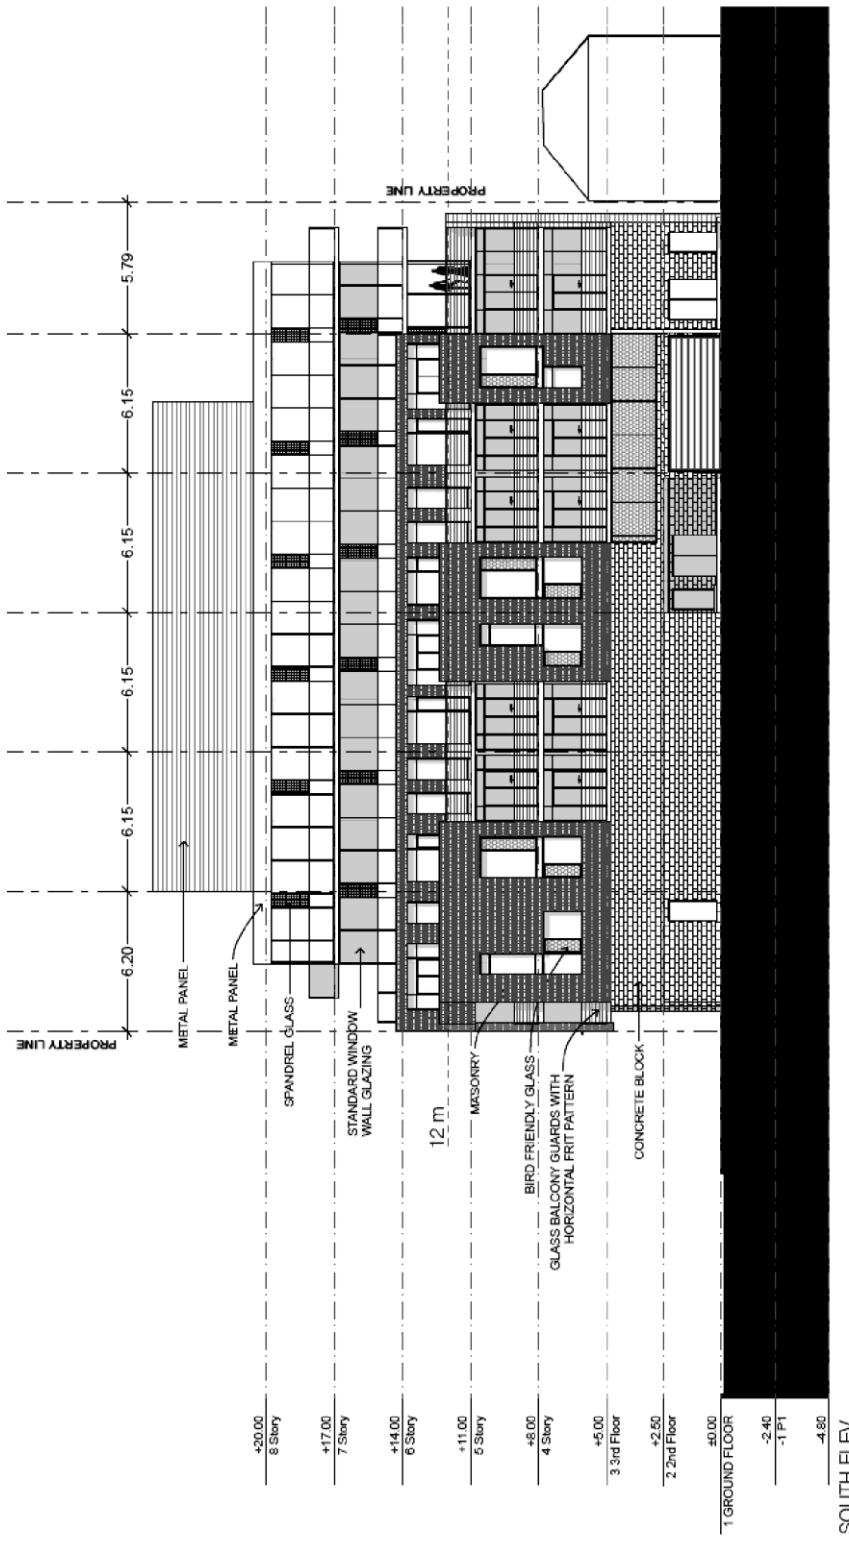 PROPERTY LINE
PROPERTY LINE
6.20
6.15
6.15
6.15
6.15
5.79
METAL PANEL
METAL PANEL
SPANDREL GLASS
STANDARD WINDOW
WALL GLAZING
12 m
MASONRY
BIRD FRIENDLY GLASS
GLASS BALCONY GUARDS WITH
HORIZONTAL FRIT PATTERN
CONCRETE BLOCK
+20.00
8 Story
+17.00
7 Story
+14.00
6 Story
+11.00
5 Story
+8.00
4 Story
+5.00
3 3rd Floor
+2.50
2 2nd Floor
±0.00
1 GROUND FLOOR
-2.40
-1 P1
-4.80
SOUTH ELEV